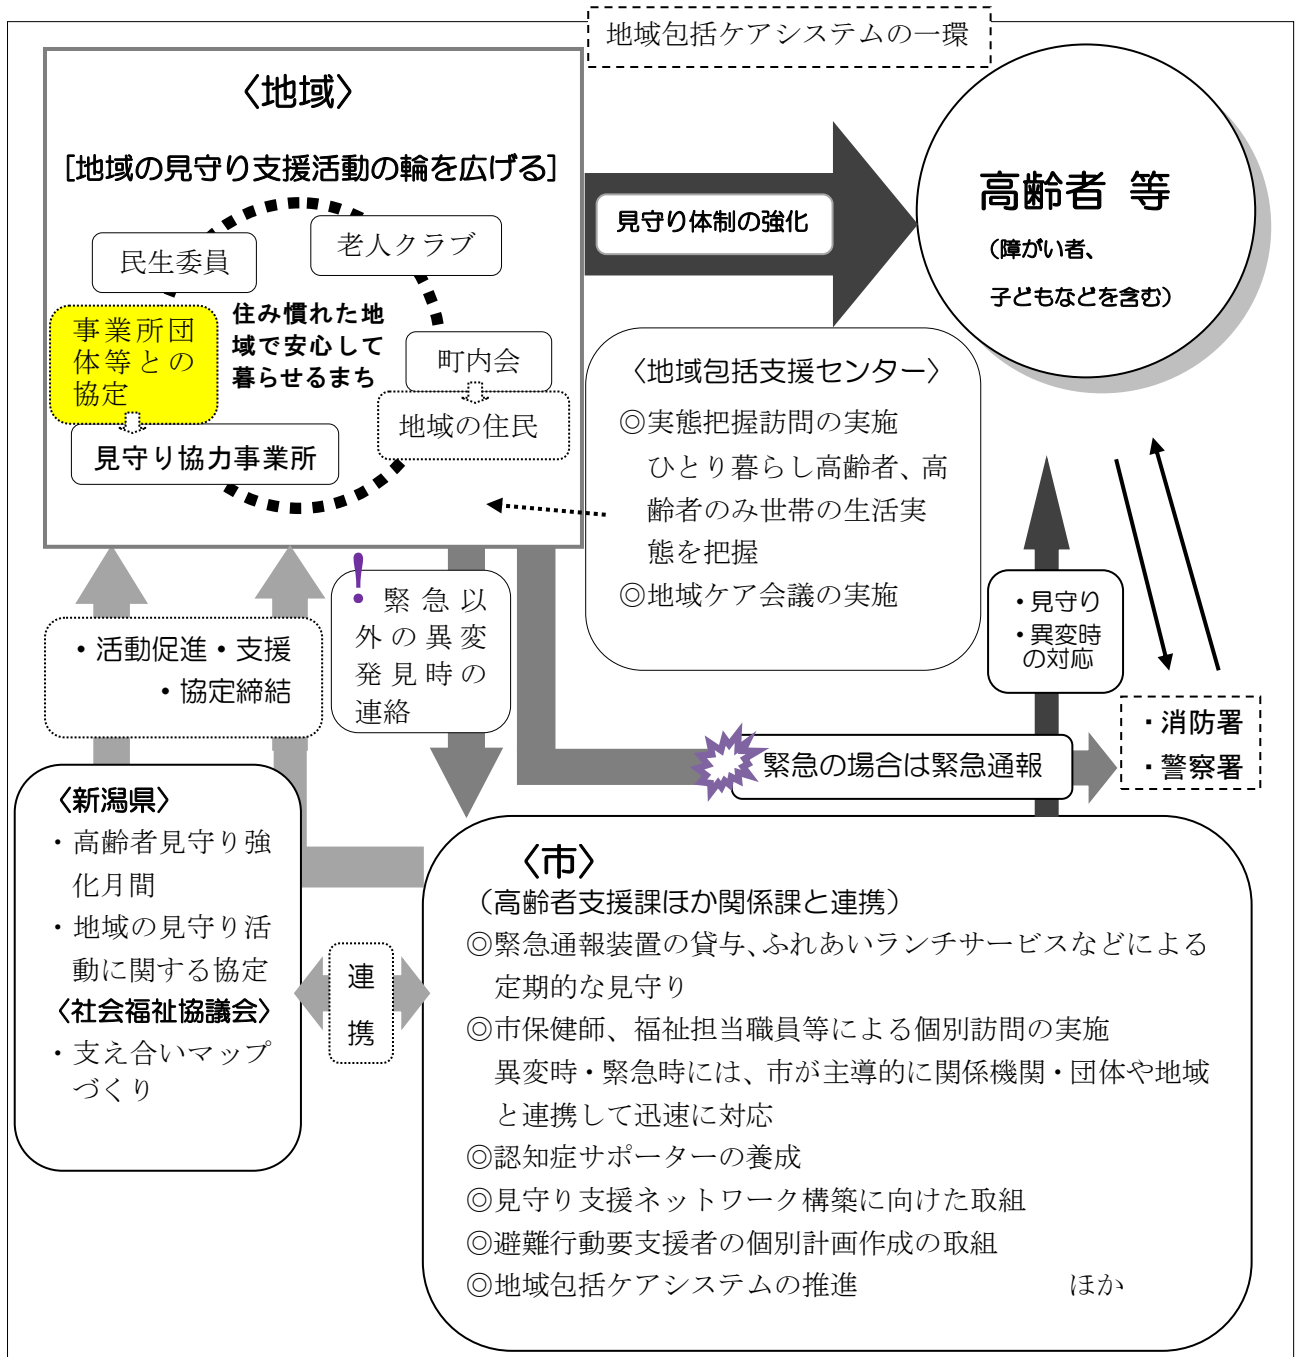 地域包括ケアシステムの一環
〈地域〉
[地域の見守り支援活動の輪を広げる]
民生委員
老人クラブ
事業所団
体等との
協定
住み慣れた地
域で安心して
暮らせるまち
町内会
地域の住民
見守り協力事業所
見守り体制の強化
高齢者 等
(障がい者、
子どもなどを含む)
〈地域包括支援センター〉
◎実態把握訪問の実施
ひとり暮らし高齢者、高
齢者のみ世帯の生活実
態を把握
◎地域ケア会議の実施
・活動促進・支援
・協定締結
!
緊急以
外の異変
発見時の
連絡
・見守り
・異変時
の対応
緊急の場合は緊急通報
・消防署
・警察署
〈新潟県〉
・高齢者見守り強
化月間
・地域の見守り活
動に関する協定
〈社会福祉協議会〉
・支え合いマップ
づくり
連
携
〈市〉
(高齢者支援課ほか関係課と連携)
◎緊急通報装置の貸与、ふれあいランチサービスなどによる
定期的な見守り
◎市保健師、福祉担当職員等による個別訪問の実施
異変時・緊急時には、市が主導的に関係機関・団体や地域
と連携して迅速に対応
◎認知症サポーターの養成
◎見守り支援ネットワーク構築に向けた取組
◎避難行動要支援者の個別計画作成の取組
◎地域包括ケアシステムの推進 ほか